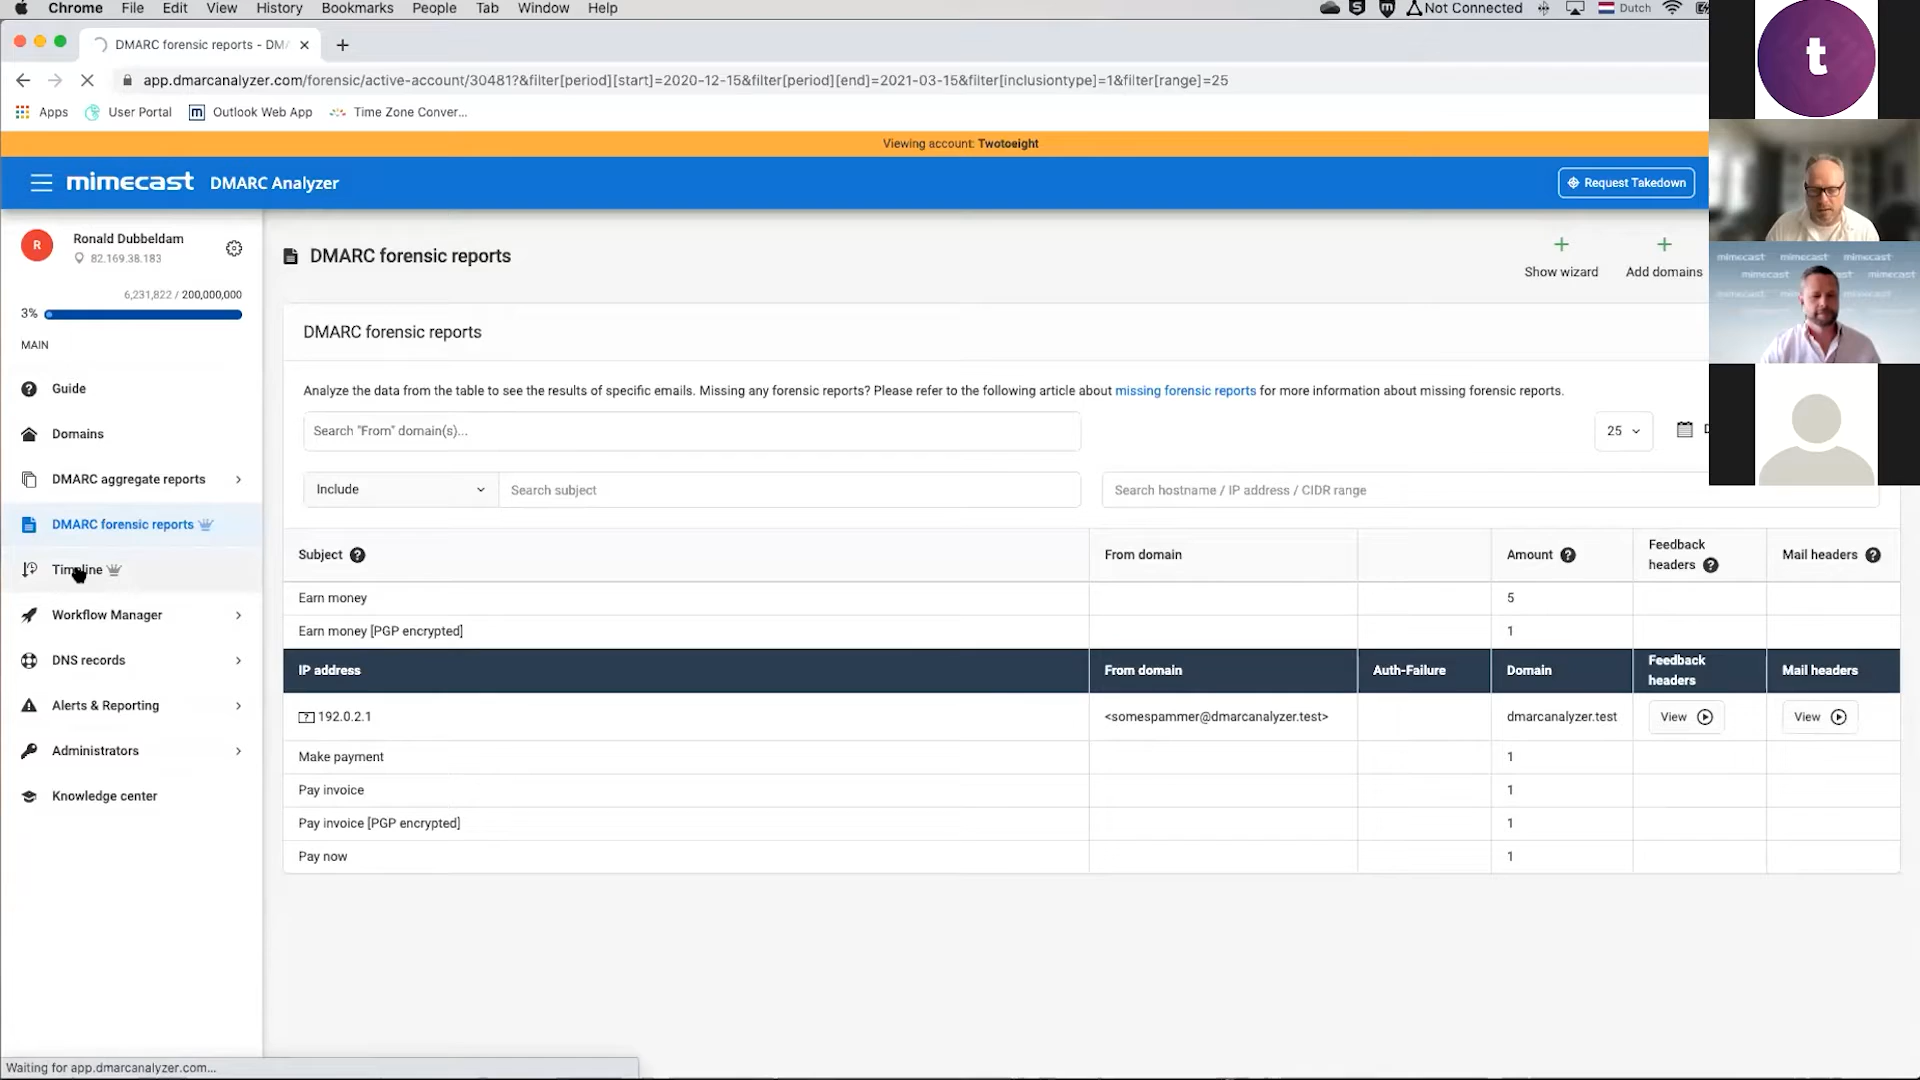 Chrome File Edit View History Bookmarks People Tab Window Help
Not Connected Dutch
DMARC forensic reports - DM
app.dmarcanalyzer.com/forensic/active-account/30481?&filter[period][start]=2020-12-15&filter[period][end]=2021-03-15&filter[inclusiontype]=1&filter[range]=25
Apps User Portal Outlook Web App Time Zone Conver...
Viewing account: Twotoeight
mimecast DMARC Analyzer
Request Takedown
t
R
Ronald Dubbeldam
82.169.38.183
6,231,822 / 200,000,000
3%
MAIN
Guide
Domains
DMARC aggregate reports
DMARC forensic reports
Timeline
Workflow Manager
DNS records
Alerts & Reporting
Administrators
Knowledge center
DMARC forensic reports
Show wizard
Add domains
DMARC forensic reports
Analyze the data from the table to see the results of specific emails. Missing any forensic reports? Please refer to the following article about missing forensic reports for more information about missing forensic reports.
Search "From" domain(s)...
25
D
Include
Search subject
Search hostname / IP address / CIDR range
Subject From domain Amount Feedback headers Mail headers
Earn money 5
Earn money [PGP encrypted] 1
IP address From domain Auth-Failure Domain Feedback headers Mail headers
192.0.2.1 <somespammer@dmarcanalyzer.test> dmarcanalyzer.test View View
Make payment 1
Pay invoice 1
Pay invoice [PGP encrypted] 1
Pay now 1
mimecast mimecast mimecast
mimecast mimecast
Waiting for app.dmarcanalyzer.com...